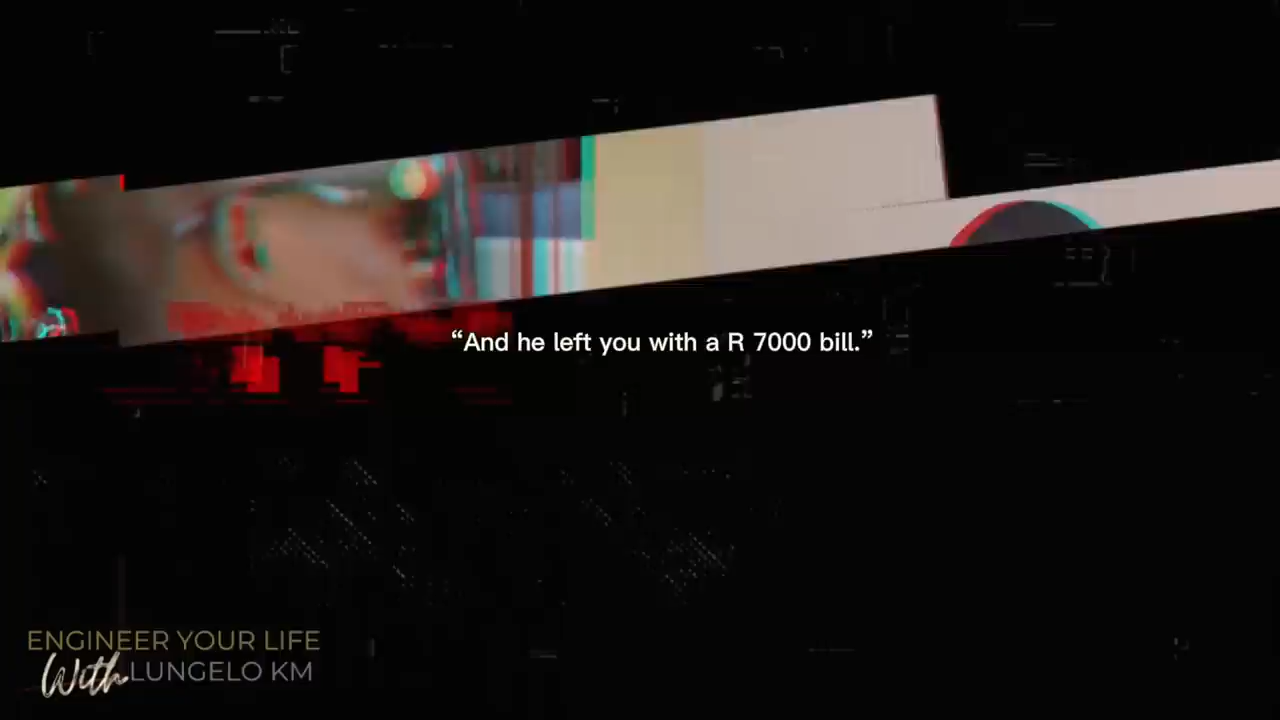 “And he left you with a R 7000 bill.”
ENGINEER YOUR LIFE
With LUNGELO KM